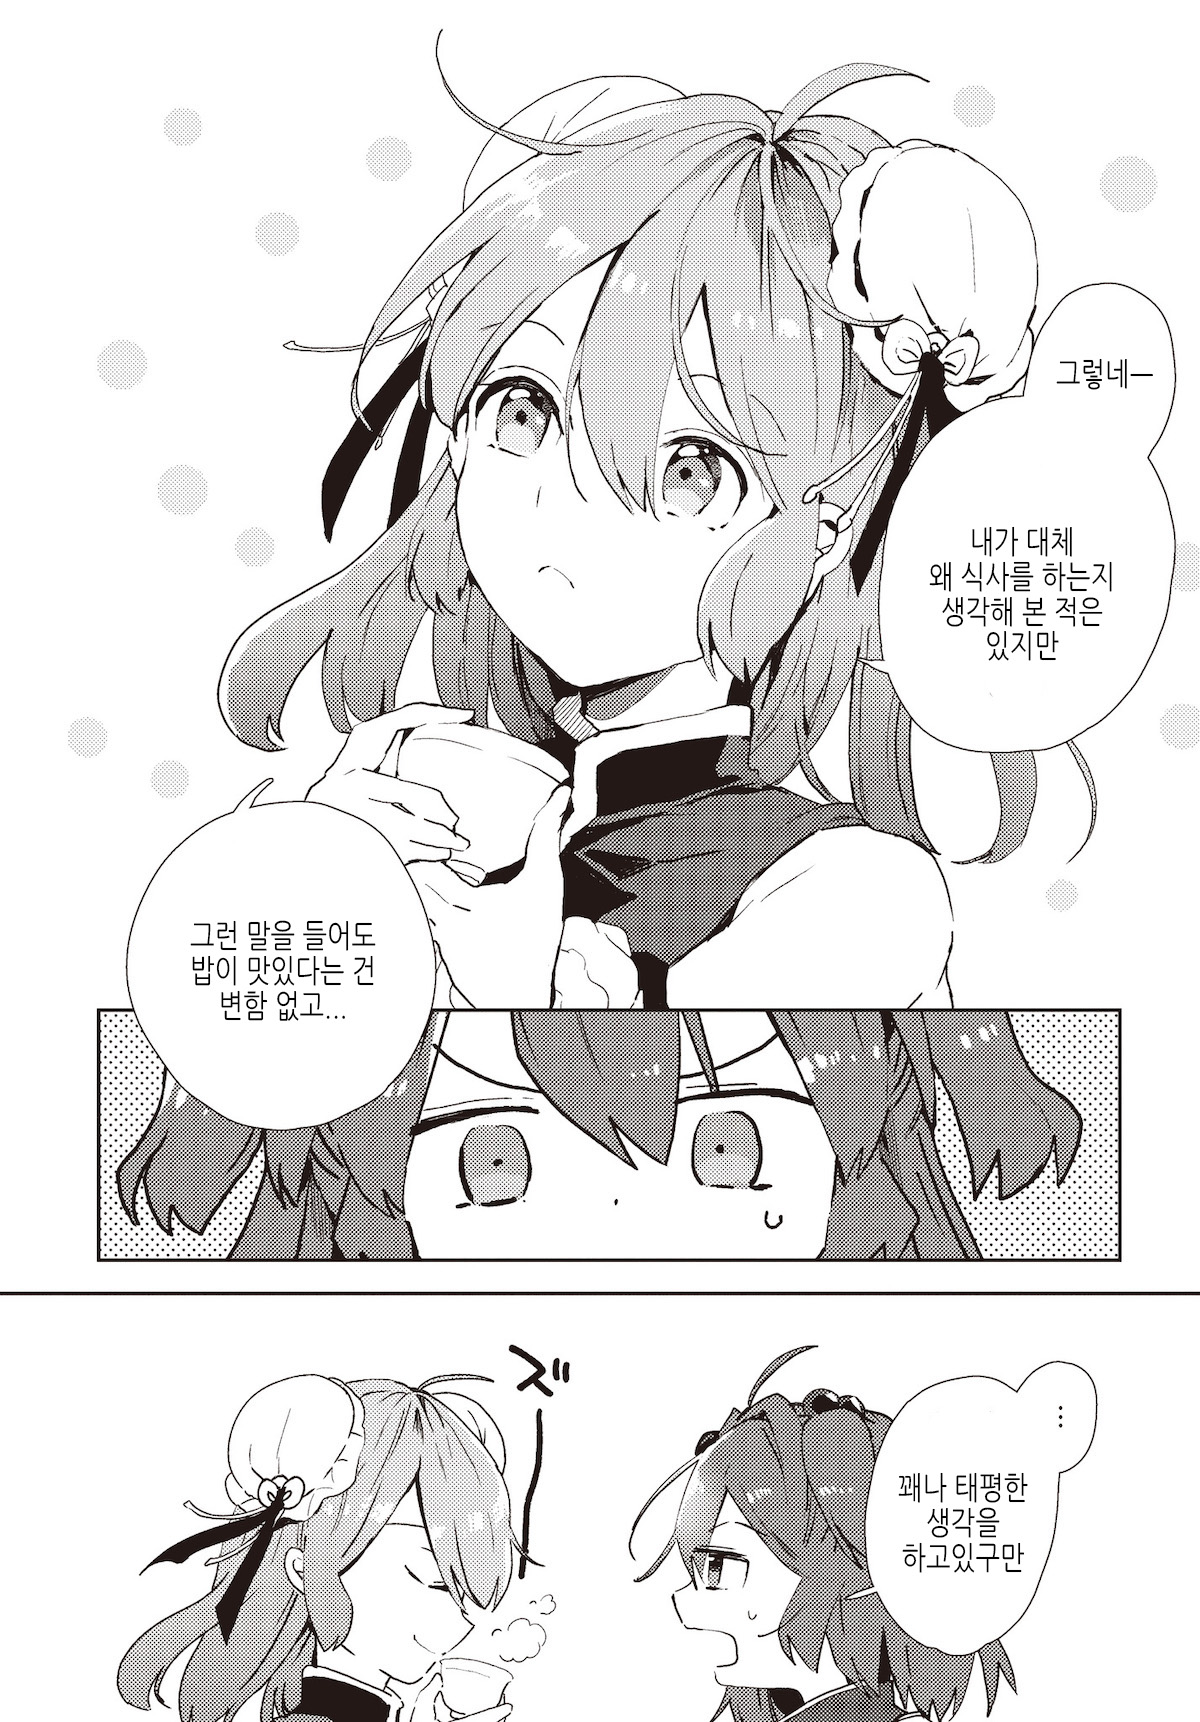 그렇네—
내가 대체
왜 식사를 하는지
생각해 본 적은
있지만
그런 말을 들어도
밥이 맛있다는 건
변함 없고...
ズー
…
꽤나 태평한
생각을
하고있구만